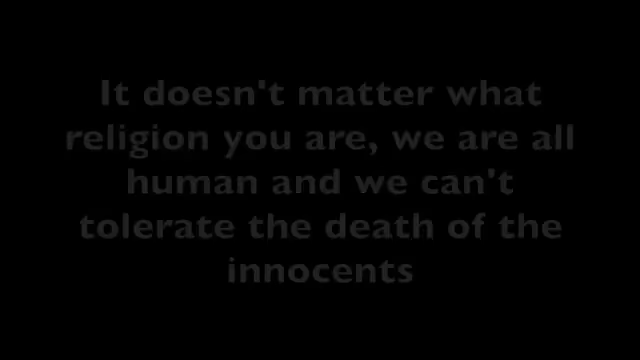 It doesn't matter what
religion you are, we are all
human and we can't
tolerate the death of the
innocents